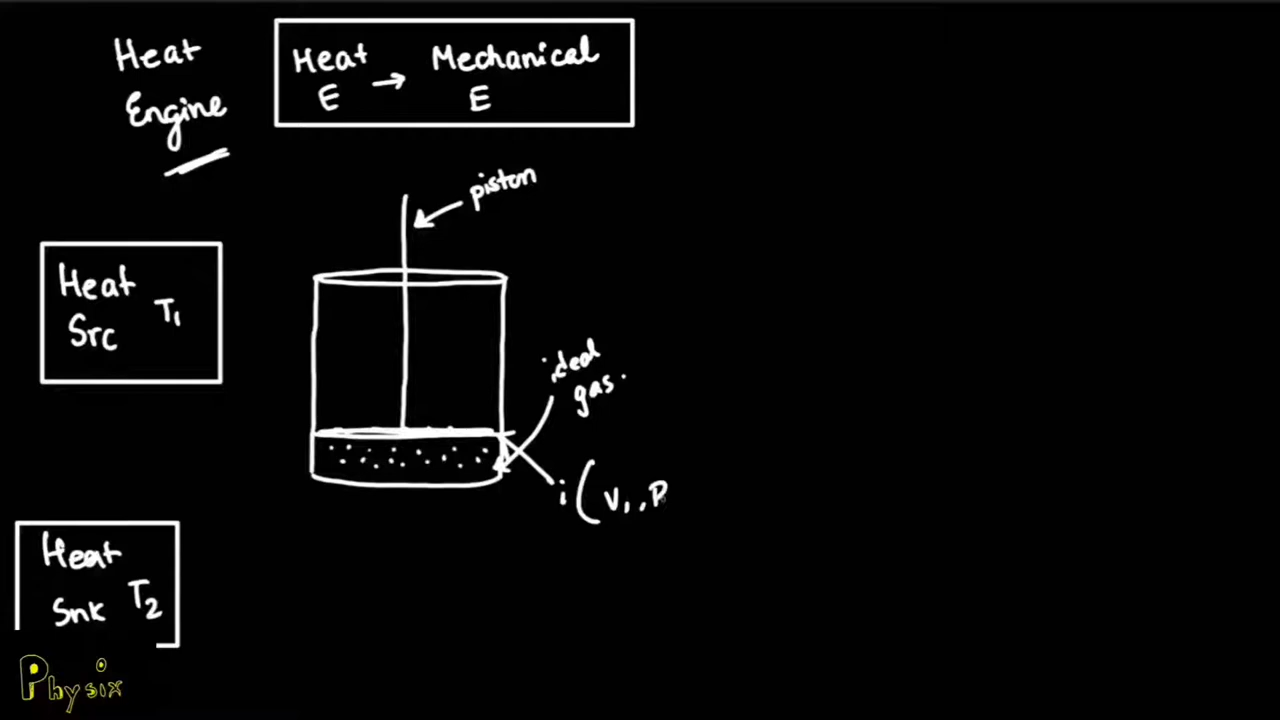 Heat
Engine
Heat → Mechanical
E E
piston
Heat
Src T₁
ideal
gas.
i(V₁, P
Heat
Snk T₂
Physix